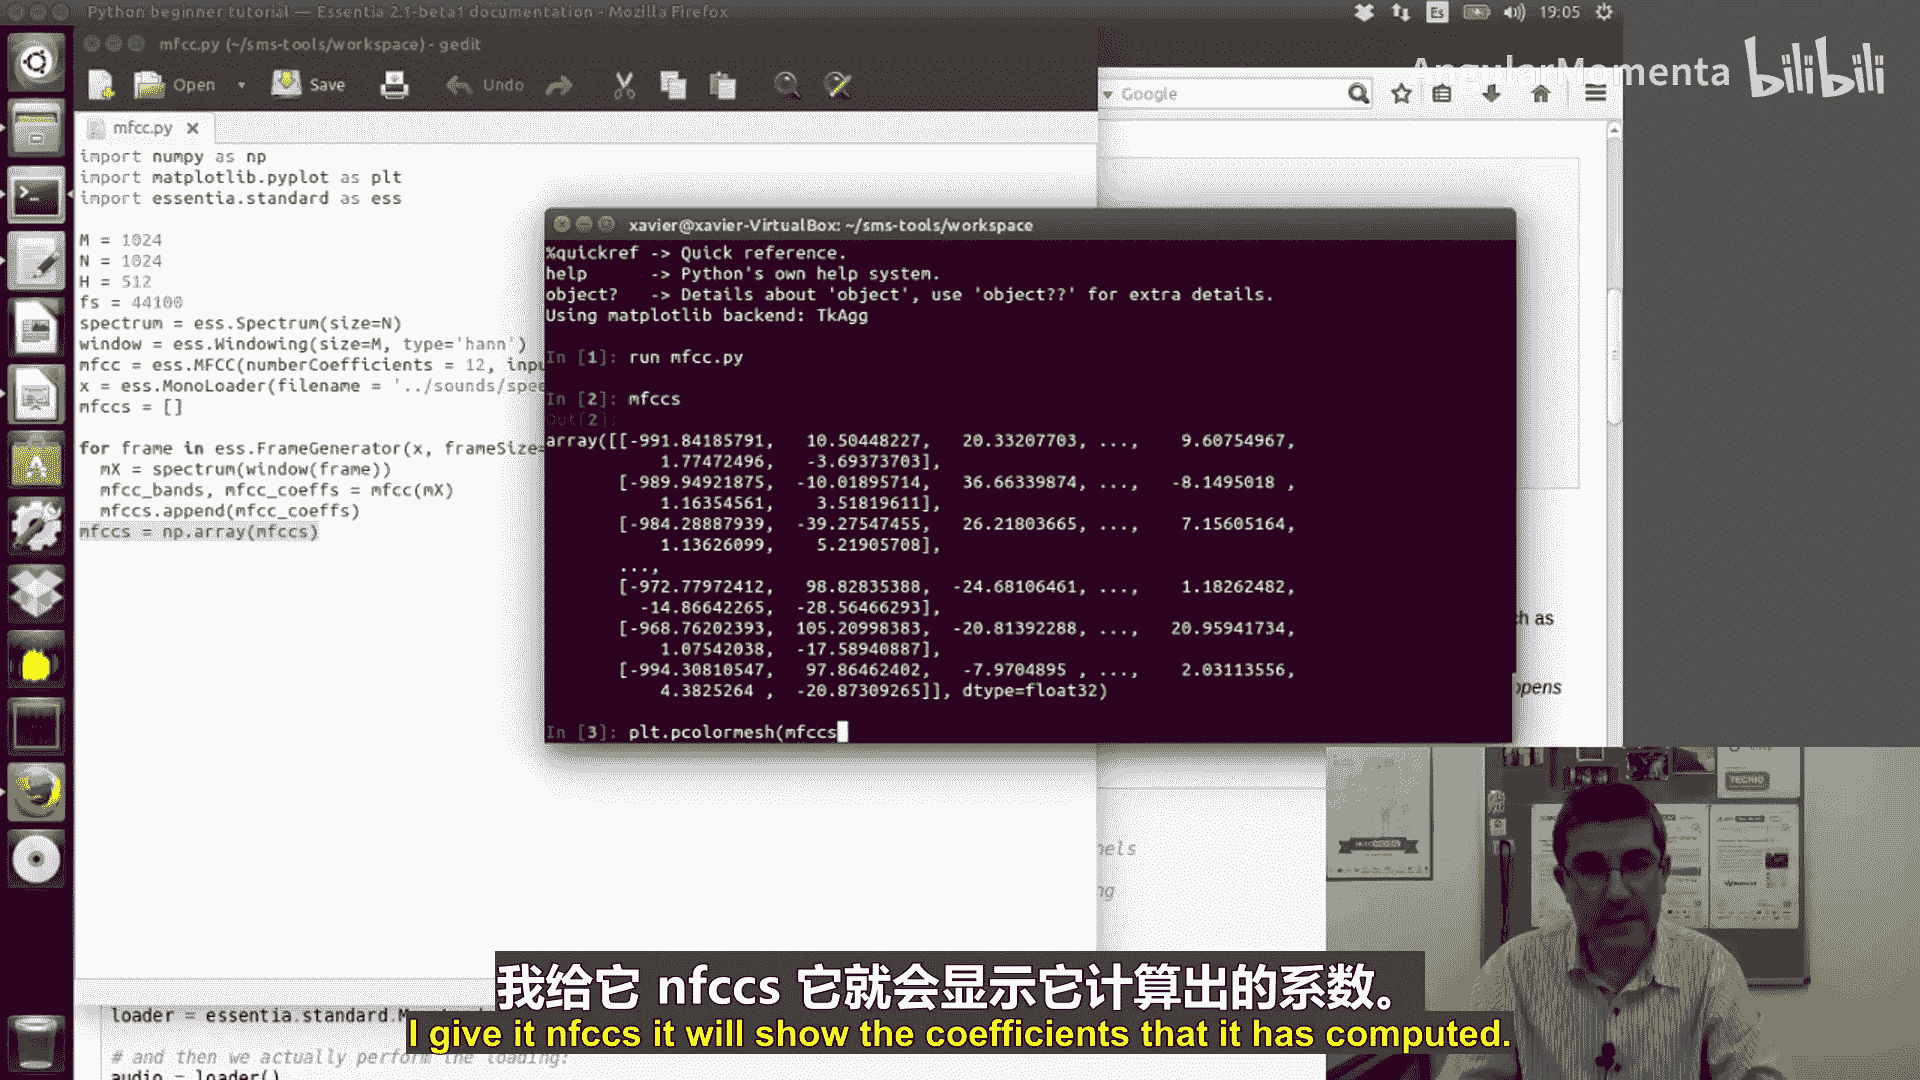 Python beginner tutorial — Essentia 2.1-beta1 documentation - Mozilla Firefox
Es
19:05
mfcc.py (~/sms-tools/workspace) - gedit
Open
Save
Undo
Google
AngularMomenta
bilibili
mfcc.py
import numpy as np
import matplotlib.pyplot as plt
import essentia.standard as ess
M = 1024
N = 1024
H = 512
fs = 44100
spectrum = ess.Spectrum(size=N)
window = ess.Windowing(size=M, type='hann')
mfcc = ess.MFCC(numberCoefficients = 12, inpu
x = ess.MonoLoader(filename = '../sounds/spee
mfccs = []
for frame in ess.FrameGenerator(x, frameSize=
mX = spectrum(window(frame))
mfcc_bands, mfcc_coeffs = mfcc(mX)
mfccs.append(mfcc_coeffs)
mfccs = np.array(mfccs)
xavier@xavier-VirtualBox: ~/sms-tools/workspace
%quickref -> Quick reference.
help -> Python's own help system.
object? -> Details about 'object', use 'object??' for extra details.
Using matplotlib backend: TkAgg
In [1]: run mfcc.py
In [2]: mfccs
Out[2]:
array([[-991.84185791, 10.50448227, 20.33207703, ..., 9.60754967,
1.77472496, -3.69373703],
[-989.94921875, -10.01895714, 36.66339874, ..., -8.1495018 ,
1.16354561, 3.51819611],
[-984.28887939, -39.27547455, 26.21803665, ..., 7.15605164,
1.13626099, 5.21905708],
...,
[-972.77972412, 98.82835388, -24.68106461, ..., 1.18262482,
-14.86642265, -28.56466293],
[-968.76202393, 105.20998383, -20.81392288, ..., 20.95941734,
1.07542038, -17.58940887],
[-994.30810547, 97.86462402, -7.9704895 , ..., 2.03113556,
4.3825264 , -20.87309265]], dtype=float32)
In [3]: plt.pcolormesh(mfccs
ch as
opens
nels
ng
TECNIO
我给它 nfccs 它就会显示它计算出的系数。
I give it nfccs it will show the coefficients that it has computed.
loader = essentia.standard.M
# and then we actually perform the loading:
audio = loader()